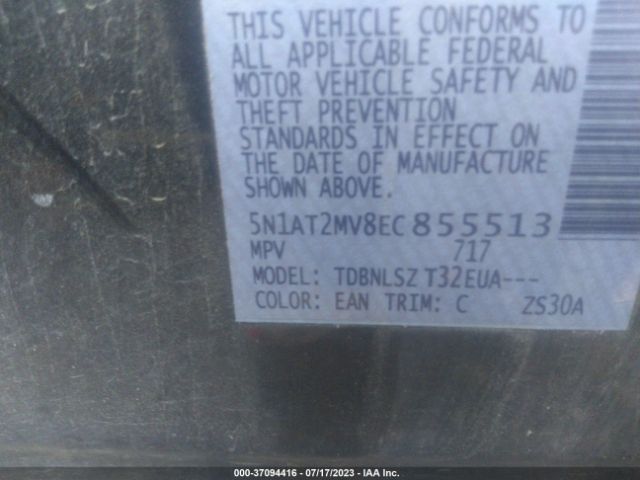 THIS VEHICLE CONFORMS TO
ALL APPLICABLE FEDERAL
MOTOR VEHICLE SAFETY AND
THEFT PREVENTION
STANDARDS IN EFFECT ON
THE DATE OF MANUFACTURE
SHOWN ABOVE.
5N1AT2MV8EC855513
MPV 717
MODEL: TDBNLSZ T32EUA---
COLOR: EAN TRIM: C ZS30A
000-37094416 - 07/17/2023 - IAA Inc.